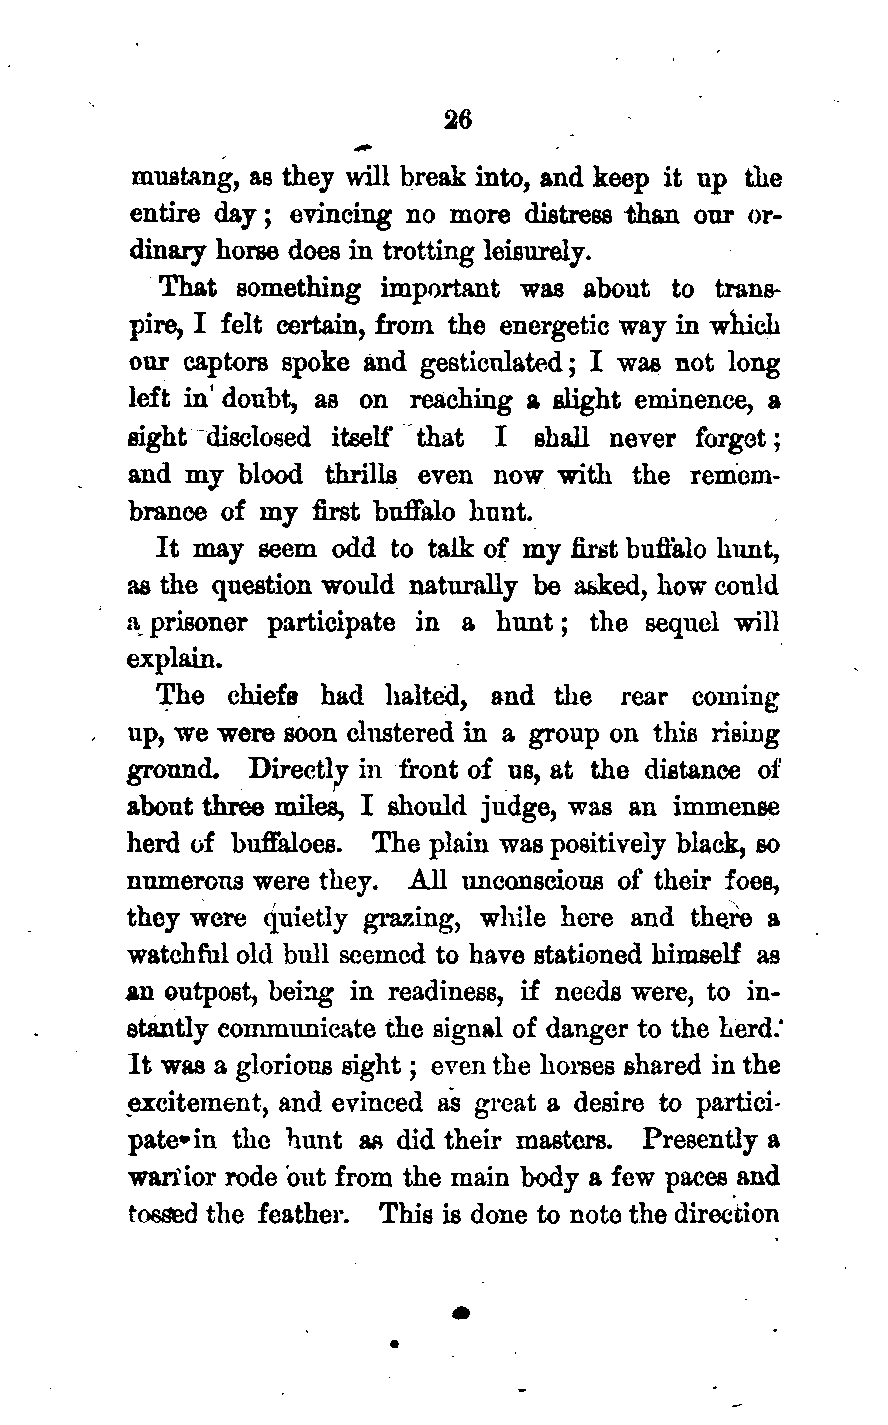 26
mustang, as they will break into, and keep it up the
entire day; evincing no more distress than our or-
dinary horse does in trotting leisurely.
That something important was about to trans-
pire, I felt certain, from the energetic way in which
our captors spoke and gesticulated; I was not long
left in doubt, as on reaching a slight eminence, a
sight disclosed itself that I shall never forget;
and my blood thrills even now with the remem-
brance of my first buffalo hunt.
It may seem odd to talk of my first buffalo hunt,
as the question would naturally be asked, how could
a prisoner participate in a hunt; the sequel will
explain.
The chiefs had halted, and the rear coming
up, we were soon clustered in a group on this rising
ground. Directly in front of us, at the distance of
about three miles, I should judge, was an immense
herd of buffaloes. The plain was positively black, so
numerous were they. All unconscious of their foes,
they were quietly grazing, while here and there a
watchful old bull seemed to have stationed himself as
an outpost, being in readiness, if needs were, to in-
stantly communicate the signal of danger to the herd.
It was a glorious sight; even the horses shared in the
excitement, and evinced as great a desire to partici-
pate in the hunt as did their masters. Presently a
warrior rode out from the main body a few paces and
tossed the feather. This is done to note the direction